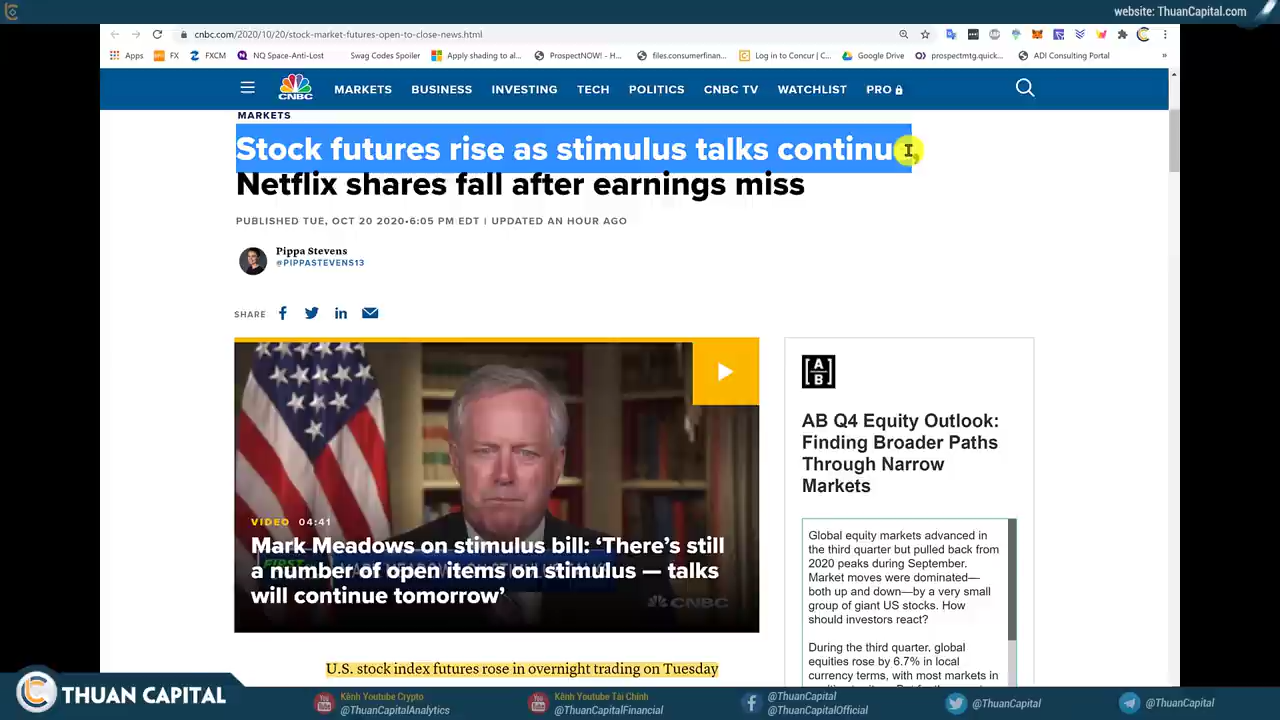 website: ThuanCapital.com
cnbc.com/2020/10/20/stock-market-futures-open-to-close-news.html
Apps
FX
FXCM
NQ Space-Anti-Lost
Swag Codes Spoiler
Apply shading to al...
ProspectNOW! - H...
files.consumerfinan...
Log in to Concur | C...
Google Drive
prospectmtg.quick...
ADI Consulting Portal
»
CNBC
MARKETS
BUSINESS
INVESTING
TECH
POLITICS
CNBC TV
WATCHLIST
PRO
MARKETS
Stock futures rise as stimulus talks continue,
Netflix shares fall after earnings miss
PUBLISHED TUE, OCT 20 2020•6:05 PM EDT | UPDATED AN HOUR AGO
Pippa Stevens
@PIPPASTEVENS13
SHARE
VIDEO 04:41
Mark Meadows on stimulus bill: ‘There’s still
a number of open items on stimulus — talks
will continue tomorrow’
CNBC
U.S. stock index futures rose in overnight trading on Tuesday
[A B]
AB Q4 Equity Outlook:
Finding Broader Paths
Through Narrow
Markets
Global equity markets advanced in
the third quarter but pulled back from
2020 peaks during September.
Market moves were dominated—
both up and down—by a very small
group of giant US stocks. How
should investors react?
During the third quarter, global
equities rose by 6.7% in local
currency terms, with most markets in
THUAN CAPITAL
Kênh Youtube Crypto
@ThuanCapitalAnalytics
Kênh Youtube Tài Chính
@ThuanCapitalFinancial
@ThuanCapital
@ThuanCapitalOfficial
@ThuanCapital
@ThuanCapital